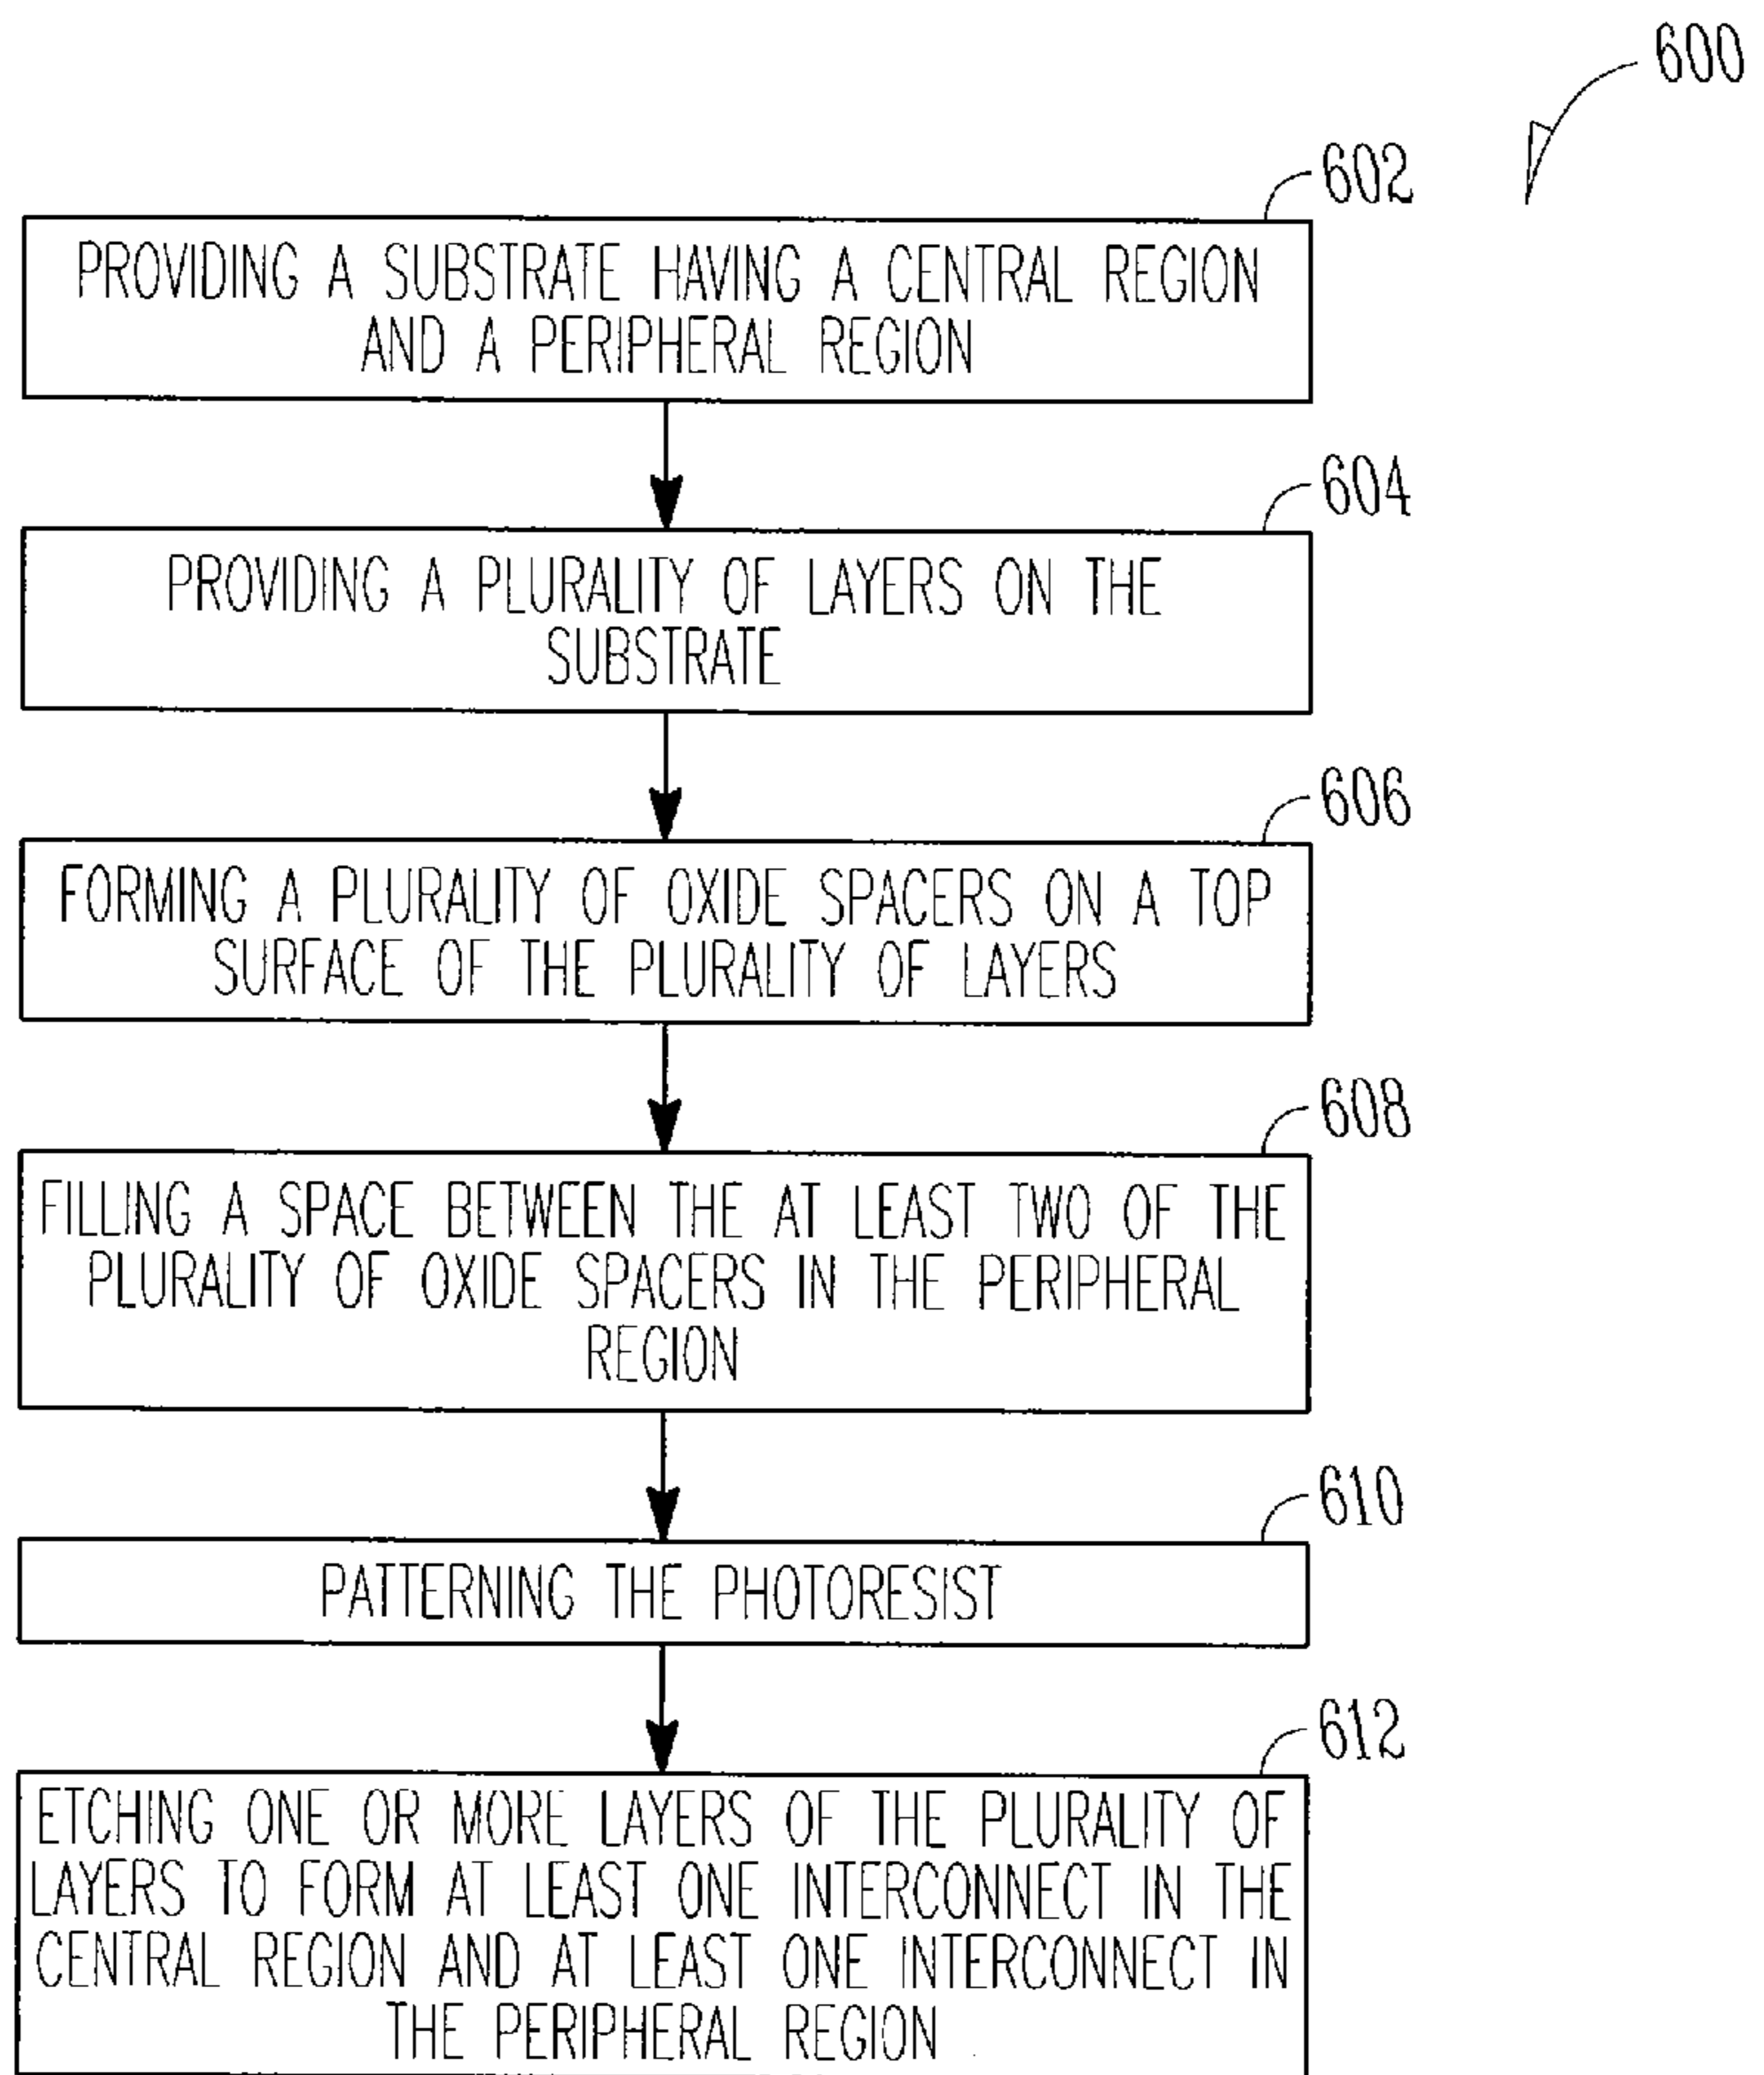 600
602
PROVIDING A SUBSTRATE HAVING A CENTRAL REGION
AND A PERIPHERAL REGION
604
PROVIDING A PLURALITY OF LAYERS ON THE
SUBSTRATE
606
FORMING A PLURALITY OF OXIDE SPACERS ON A TOP
SURFACE OF THE PLURALITY OF LAYERS
608
FILLING A SPACE BETWEEN THE AT LEAST TWO OF THE
PLURALITY OF OXIDE SPACERS IN THE PERIPHERAL
REGION
610
PATTERNING THE PHOTORESIST
612
ETCHING ONE OR MORE LAYERS OF THE PLURALITY OF
LAYERS TO FORM AT LEAST ONE INTERCONNECT IN THE
CENTRAL REGION AND AT LEAST ONE INTERCONNECT IN
THE PERIPHERAL REGION